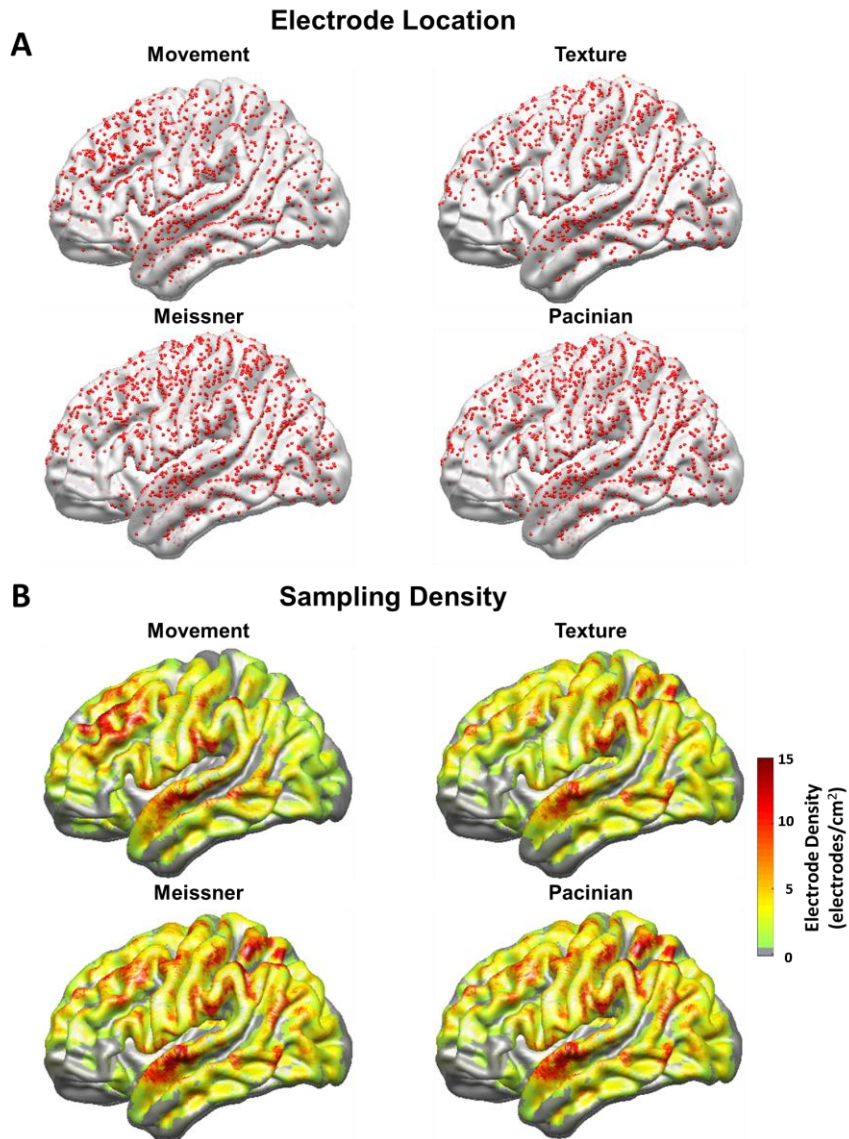 Electrode Location
A
Movement
Texture
Meissner
Pacinian
B
Sampling Density
Movement
Texture
Meissner
Pacinian
15
10
5
0
Electrode Density
(electrodes/cm²)